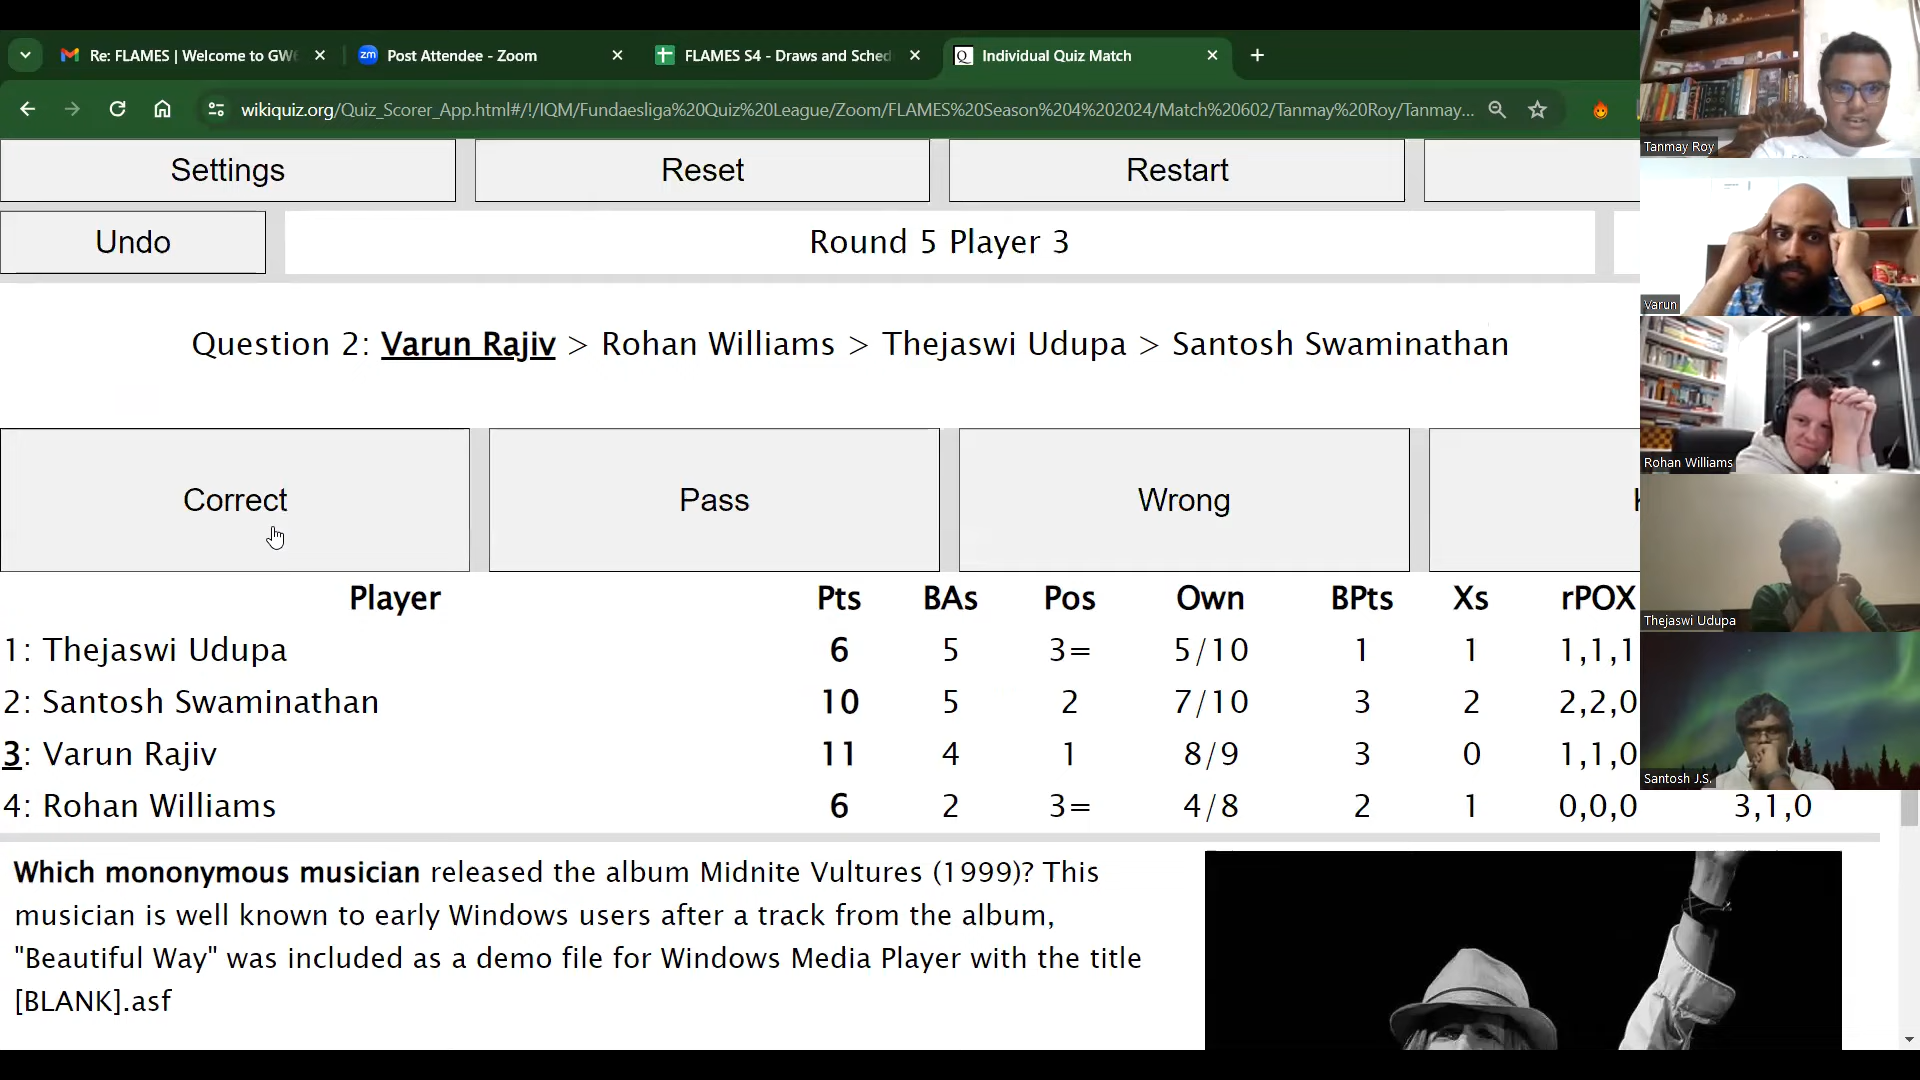 Re: FLAMES | Welcome to GW6
Post Attendee - Zoom
FLAMES S4 - Draws and Sched
Individual Quiz Match
wikiquiz.org/Quiz_Scorer_App.html#/!/IQM/Fundaesliga%20Quiz%20League/Zoom/FLAMES%20Season%204%202024/Match%20602/Tanmay%20Roy/Tanmay...
Settings
Reset
Restart
Undo
Round 5 Player 3
Question 2: Varun Rajiv > Rohan Williams > Thejaswi Udupa > Santosh Swaminathan
Correct
Pass
Wrong
Player Pts BAs Pos Own BPts Xs rPOX
1: Thejaswi Udupa 6 5 3= 5/10 1 1 1,1,1
2: Santosh Swaminathan 10 5 2 7/10 3 2 2,2,0
3: Varun Rajiv 11 4 1 8/9 3 0 1,1,0
4: Rohan Williams 6 2 3= 4/8 2 1 0,0,0 3,1,0
Which mononymous musician released the album Midnite Vultures (1999)? This
musician is well known to early Windows users after a track from the album,
"Beautiful Way" was included as a demo file for Windows Media Player with the title
[BLANK].asf
Tanmay Roy
Varun
Rohan Williams
Thejaswi Udupa
Santosh J.S.